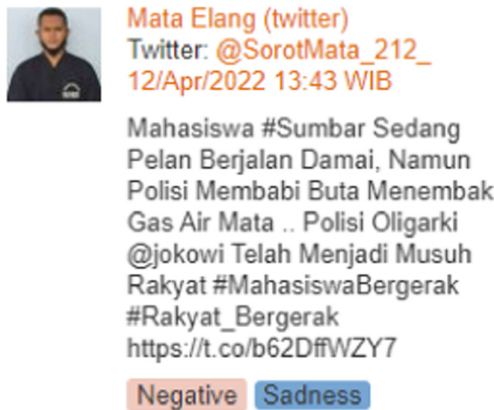 Mata Elang (twitter)
Twitter: @SorotMata_212_
12/Apr/2022 13:43 WIB
Mahasiswa #Sumbar Sedang
Pelan Berjalan Damai, Namun
Polisi Membabi Buta Menembak
Gas Air Mata .. Polisi Oligarki
@jokowi Telah Menjadi Musuh
Rakyat #MahasiswaBergerak
#Rakyat_Bergerak
https://t.co/b62DffWZY7
Negative Sadness